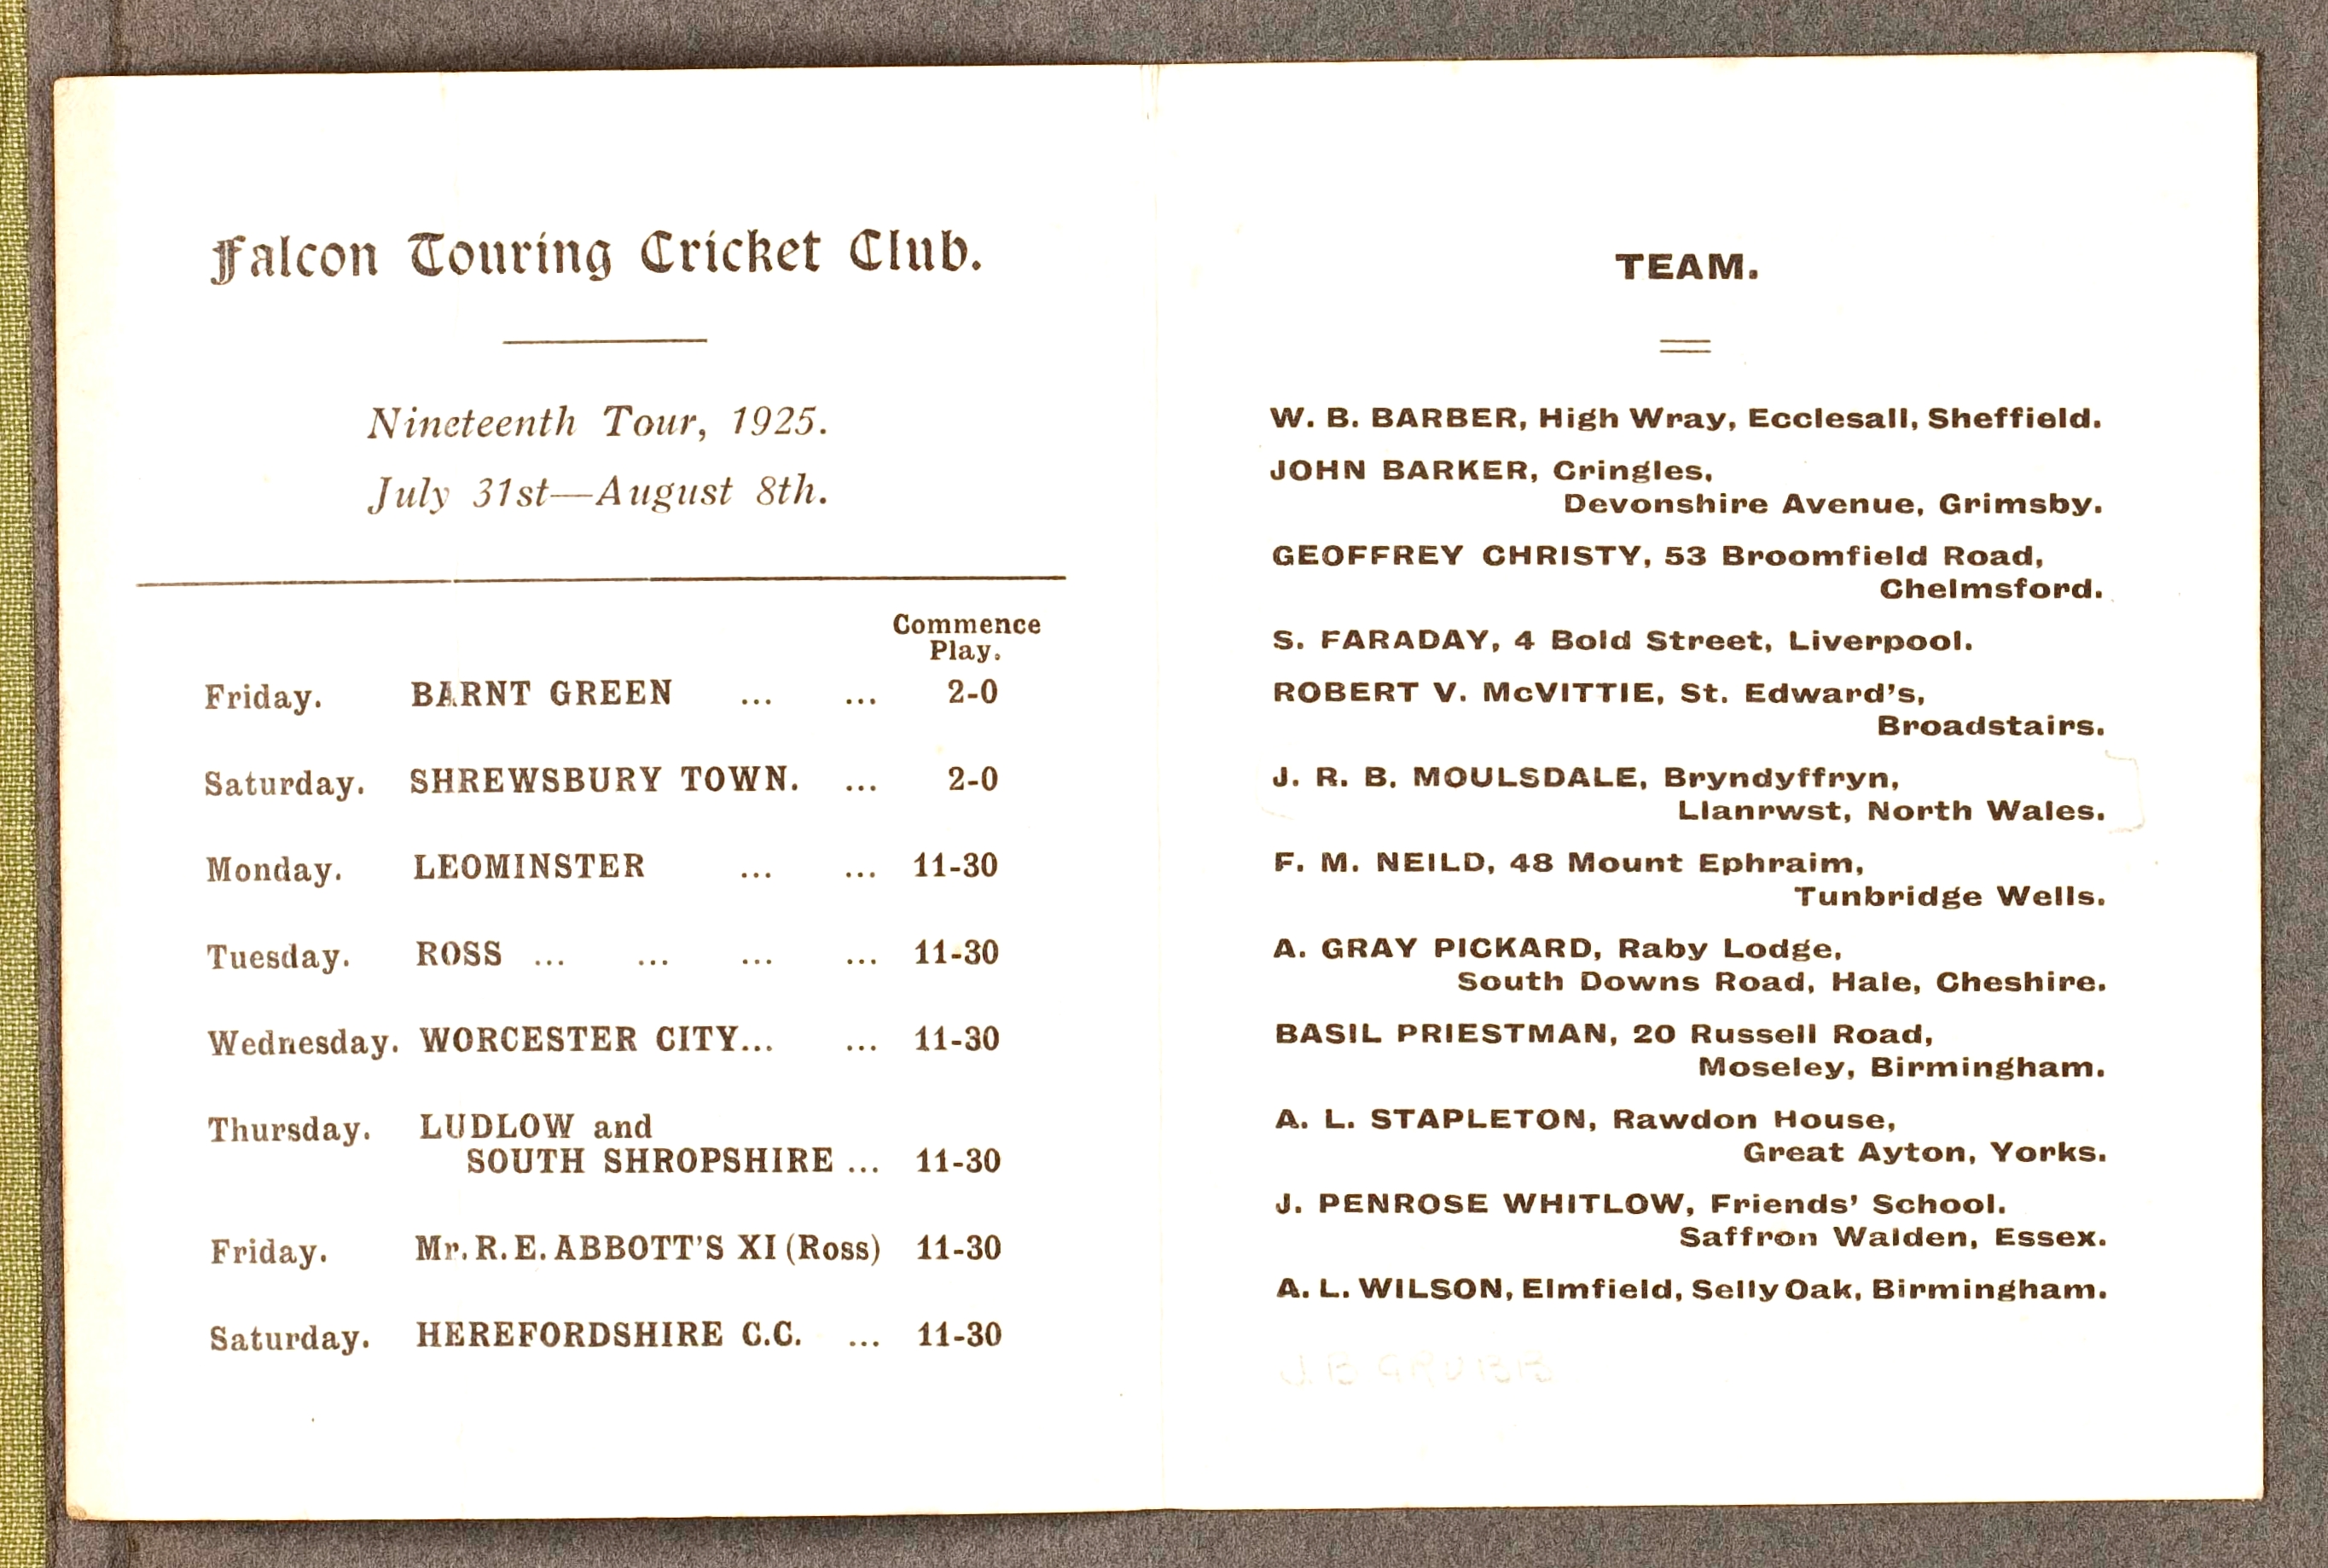 Falcon Touring Cricket Club.
Nineteenth Tour, 1925.
July 31st—August 8th.
Commence
Play.
Friday. BARNT GREEN ... ... 2-0
Saturday. SHREWSBURY TOWN. ... 2-0
Monday. LEOMINSTER ... ... 11-30
Tuesday. ROSS ... ... ... ... 11-30
Wednesday. WORCESTER CITY... ... 11-30
Thursday. LUDLOW and
SOUTH SHROPSHIRE ... 11-30
Friday. Mr. R. E. ABBOTT'S XI (Ross) 11-30
Saturday. HEREFORDSHIRE C.C. ... 11-30
TEAM.
W. B. BARBER, High Wray, Ecclesall, Sheffield.
JOHN BARKER, Cringles,
Devonshire Avenue, Grimsby.
GEOFFREY CHRISTY, 53 Broomfield Road,
Chelmsford.
S. FARADAY, 4 Bold Street, Liverpool.
ROBERT V. McVITTIE, St. Edward's,
Broadstairs.
J. R. B. MOULSDALE, Bryndyffryn,
Llanrwst, North Wales.
F. M. NEILD, 48 Mount Ephraim,
Tunbridge Wells.
A. GRAY PICKARD, Raby Lodge,
South Downs Road, Hale, Cheshire.
BASIL PRIESTMAN, 20 Russell Road,
Moseley, Birmingham.
A. L. STAPLETON, Rawdon House,
Great Ayton, Yorks.
J. PENROSE WHITLOW, Friends' School.
Saffron Walden, Essex.
A. L. WILSON, Elmfield, Selly Oak, Birmingham.
J. B GRUBB